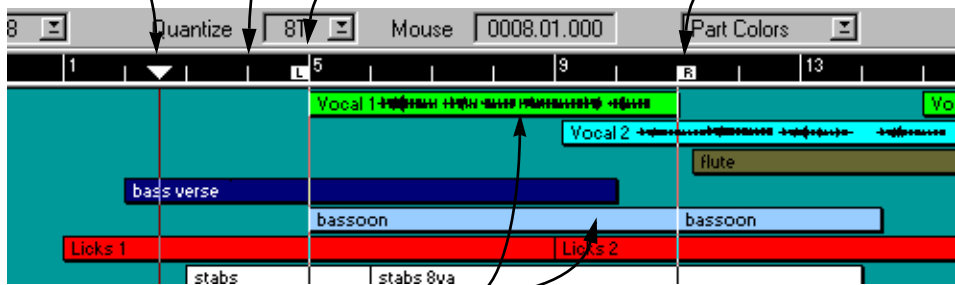 8 Quantize 8T Mouse 0008.01.000 Part Colors
1 5 9 13
L R
Vocal 1 Vo
Vocal 2
flute
bass verse
bassoon bassoon
Licks 1 Licks 2
stabs stabs 8va